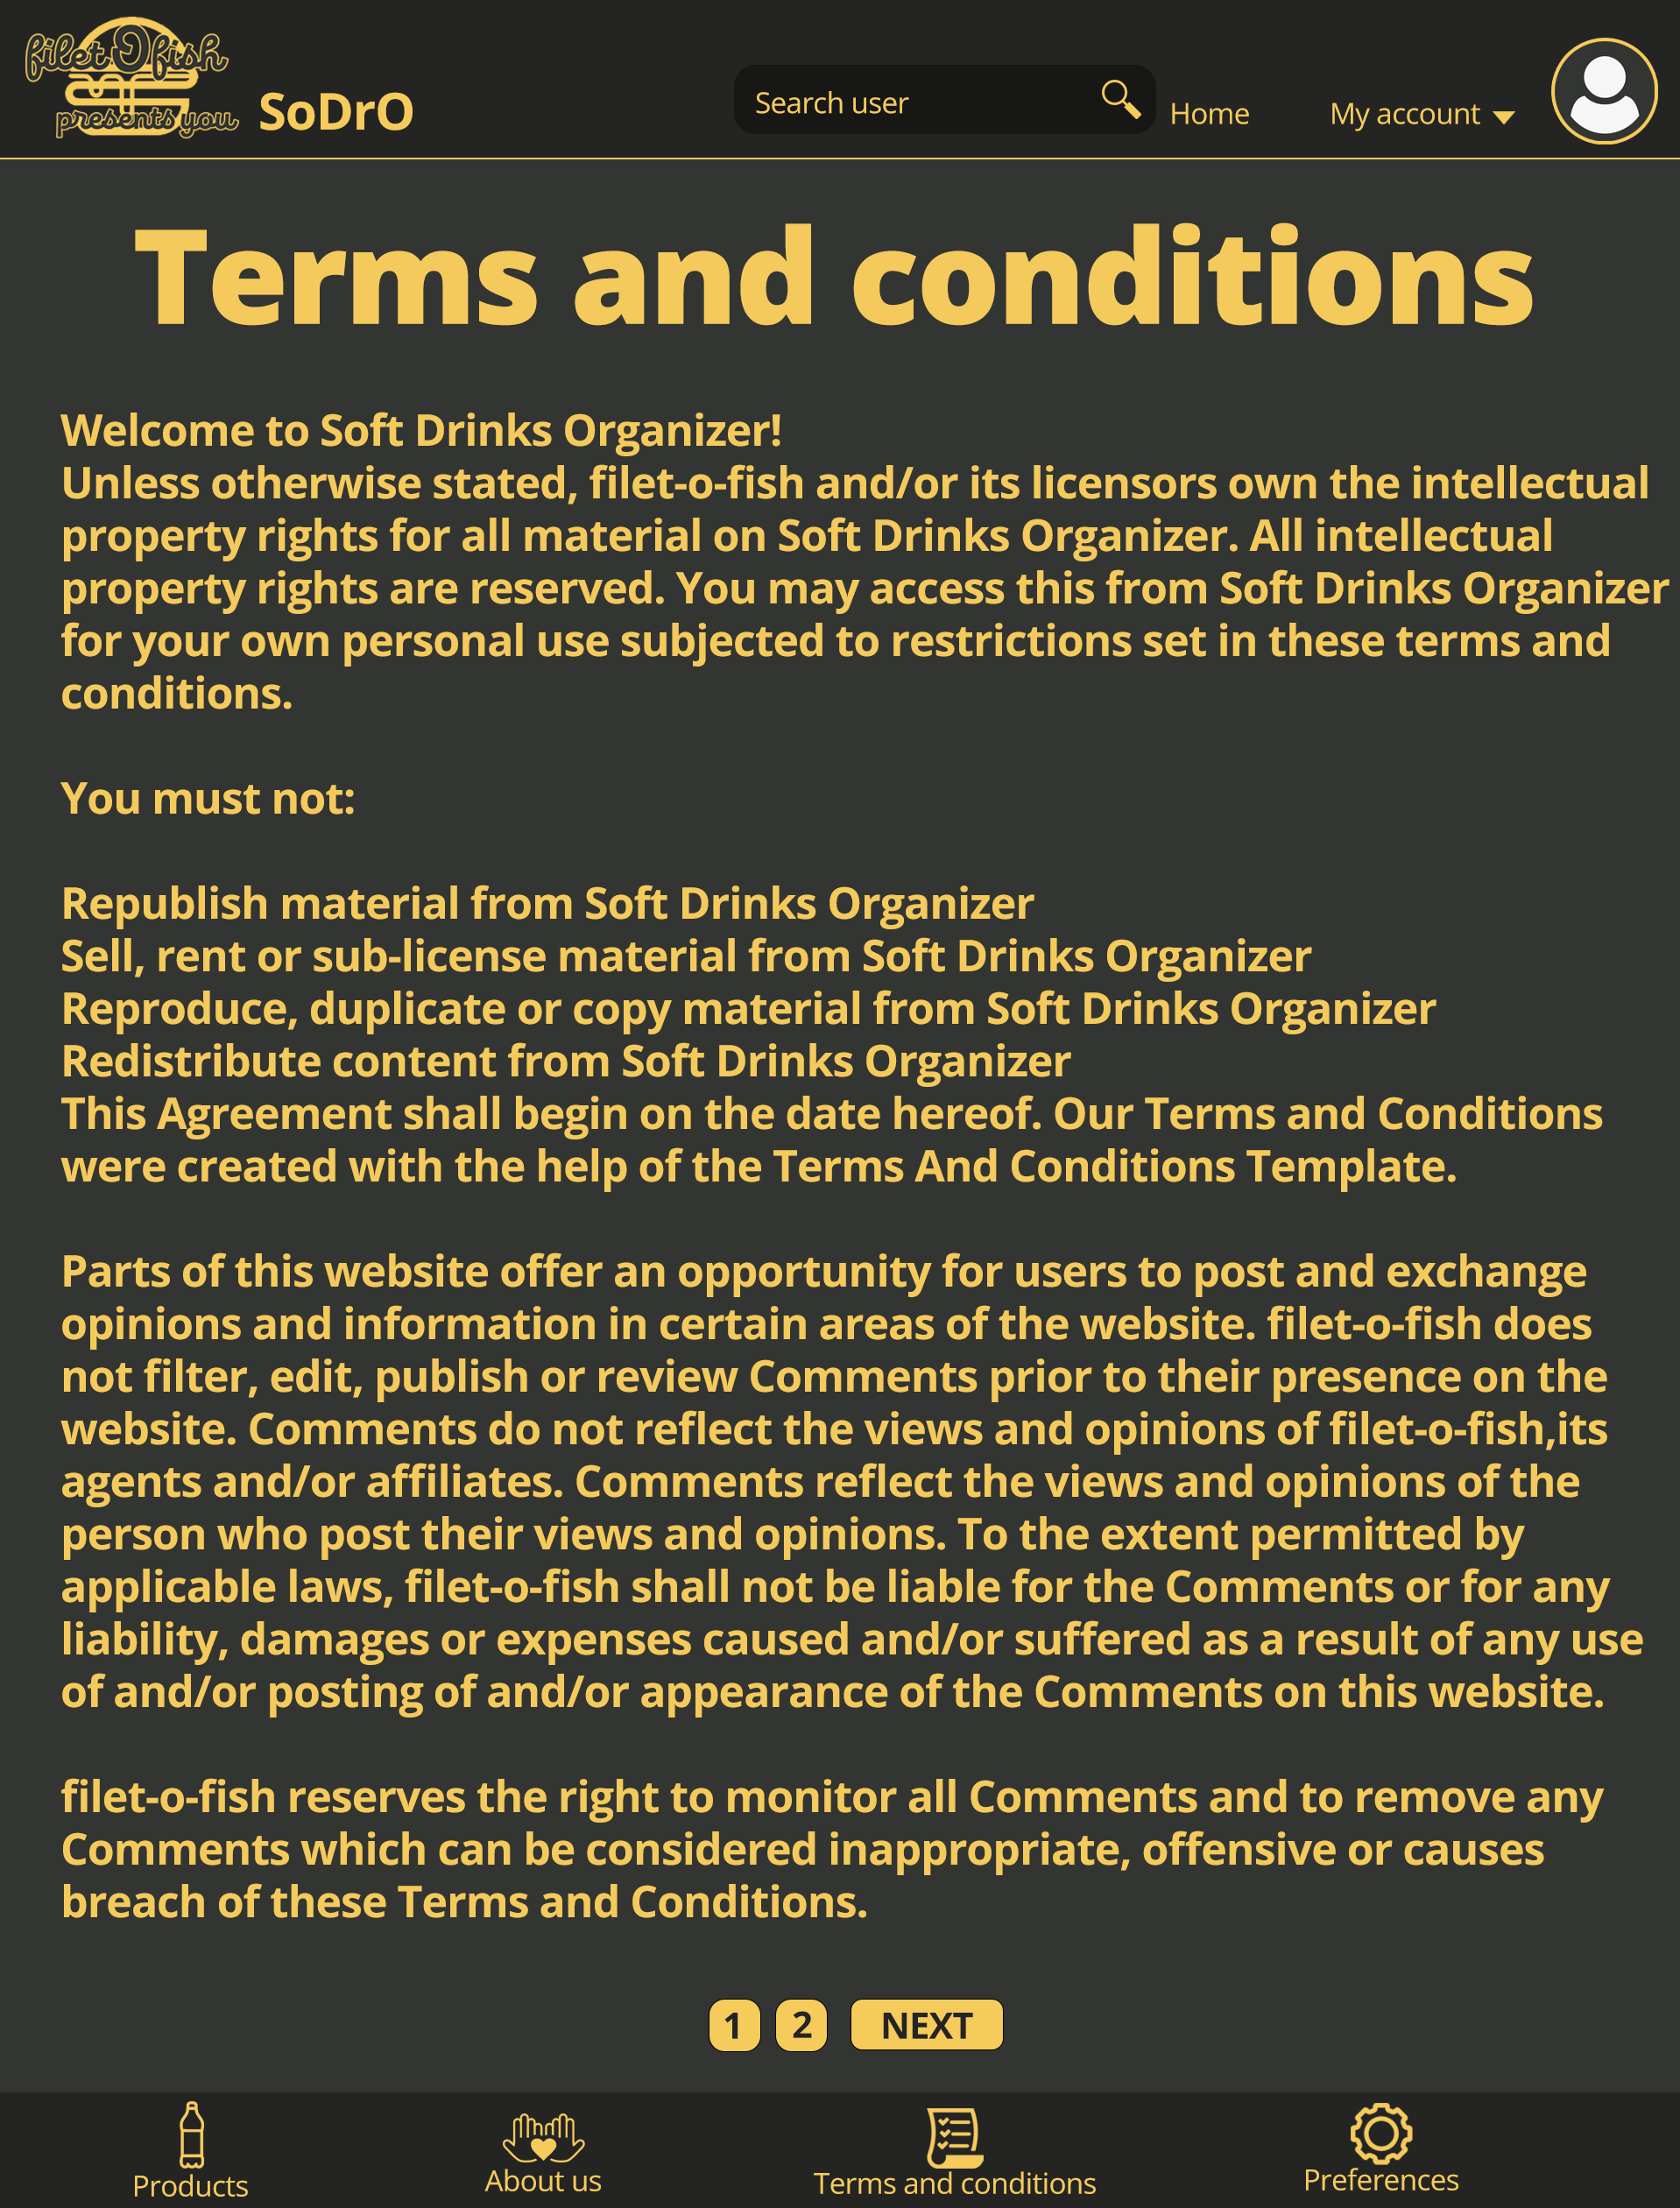 filet O fish
presents you
SoDrO
Search user
Home
My account
Terms and conditions
Welcome to Soft Drinks Organizer!
Unless otherwise stated, filet-o-fish and/or its licensors own the intellectual
property rights for all material on Soft Drinks Organizer. All intellectual
property rights are reserved. You may access this from Soft Drinks Organizer
for your own personal use subjected to restrictions set in these terms and
conditions.
You must not:
Republish material from Soft Drinks Organizer
Sell, rent or sub-license material from Soft Drinks Organizer
Reproduce, duplicate or copy material from Soft Drinks Organizer
Redistribute content from Soft Drinks Organizer
This Agreement shall begin on the date hereof. Our Terms and Conditions
were created with the help of the Terms And Conditions Template.
Parts of this website offer an opportunity for users to post and exchange
opinions and information in certain areas of the website. filet-o-fish does
not filter, edit, publish or review Comments prior to their presence on the
website. Comments do not reflect the views and opinions of filet-o-fish,its
agents and/or affiliates. Comments reflect the views and opinions of the
person who post their views and opinions. To the extent permitted by
applicable laws, filet-o-fish shall not be liable for the Comments or for any
liability, damages or expenses caused and/or suffered as a result of any use
of and/or posting of and/or appearance of the Comments on this website.
filet-o-fish reserves the right to monitor all Comments and to remove any
Comments which can be considered inappropriate, offensive or causes
breach of these Terms and Conditions.
1 2 NEXT
Products
About us
Terms and conditions
Preferences